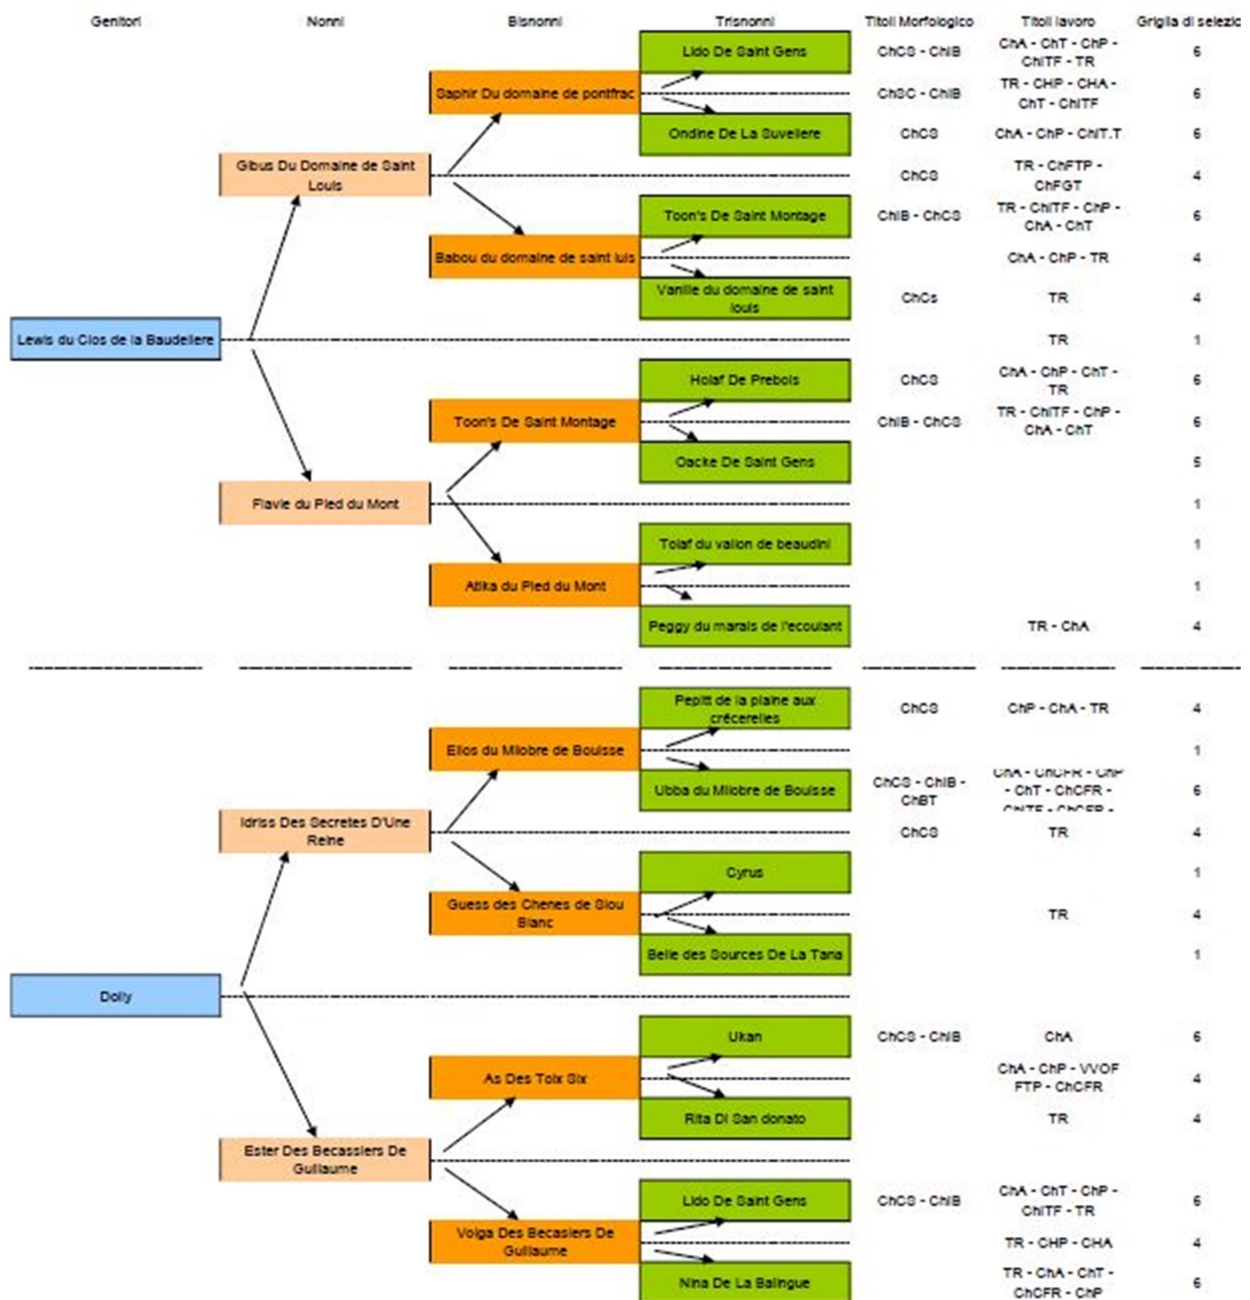 Genitori Nonni Bisnonni Trisnonni Titoli Morfologico Titoli lavoro Griglia di selezic
Lido De Saint Gens ChCS - ChIB ChA - ChT - ChP -
ChITF - TR 6
Saphir Du domaine de pontfrac ChSC - ChIB TR - CHP - CHA -
ChT - ChITF 6
Ondine De La Suveliere ChCS ChA - ChP - ChIT.T 6
Gibus Du Domaine de Saint
Louis ChCS TR - ChFTP -
ChFGT 4
Toon's De Saint Montage ChIB - ChCS TR - ChITF - ChP -
ChA - ChT 6
Babou du domaine de saint luis ChA - ChP - TR 4
Vanille du domaine de saint
louis ChCs TR 4
Lewis du Clos de la Baudeliere TR 1
Holaf De Prebois ChCS ChA - ChP - ChT -
TR 6
Toon's De Saint Montage ChIB - ChCS TR - ChITF - ChP -
ChA - ChT 6
Oacke De Saint Gens 5
Flavie du Pied du Mont 1
Tolaf du vallon de beaudini 1
Atika du Pied du Mont 1
Peggy du marais de l'ecoulant TR - ChA 4
Pepitt de la plaine aux
crécerelles ChCS ChP - ChA - TR 4
Elios du Milobre de Bouisse 1
Ubba du Milobre de Bouisse ChCS - ChIB -
ChBT ChA - ChCFR - ChP
- ChT - ChCFR -
ChITF - ChCFR - 6
Idriss Des Secretes D'Une
Reine ChCS TR 4
Cyrus 1
Guess des Chenes de Siou
Blanc TR 4
Belle des Sources De La Tana 1
Dolly
Ukan ChCS - ChIB ChA 6
As Des Toix Six ChA - ChP - VVOF
FTP - ChCFR 4
Rita Di San donato TR 4
Ester Des Becassiers De
Guillaume
Lido De Saint Gens ChCS - ChIB ChA - ChT - ChP -
ChITF - TR 6
Volga Des Becasiers De
Guillaume TR - CHP - CHA 4
Nina De La Balingue TR - ChA - ChT -
ChCFR - ChP 6